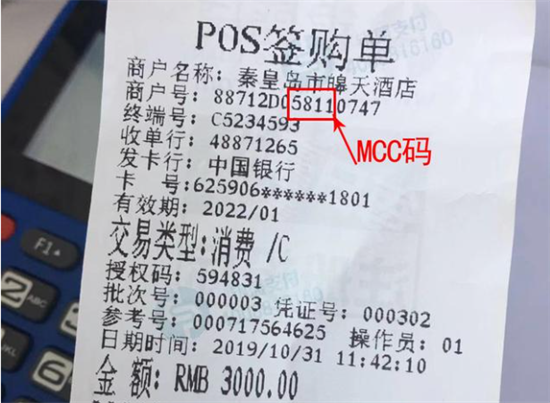 POS签购单
商户名称: 秦皇岛市皞天酒店
商户号: 88712D058110747
终端号: C5234593
收单行: 48871265
发卡行: 中国银行
卡 号:625906******1801
有效期: 2022/01
交易类型:消费 /C
授权码: 594831
批次号: 000003 凭证号: 000302
参考号: 000717564625 操作员: 01
日期时间: 2019/10/31 11:42:10
金额: RMB 3000.00
MCC码
F1
2 ABC